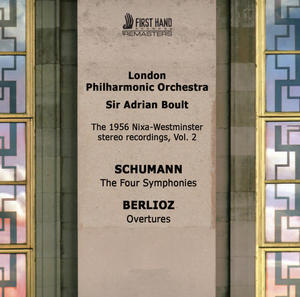 FIRST HAND
REMASTERS
London
Philharmonic Orchestra
Sir Adrian Boult
The 1956 Nixa-Westminster
stereo recordings, Vol. 2
SCHUMANN
The Four Symphonies
BERLIOZ
Overtures